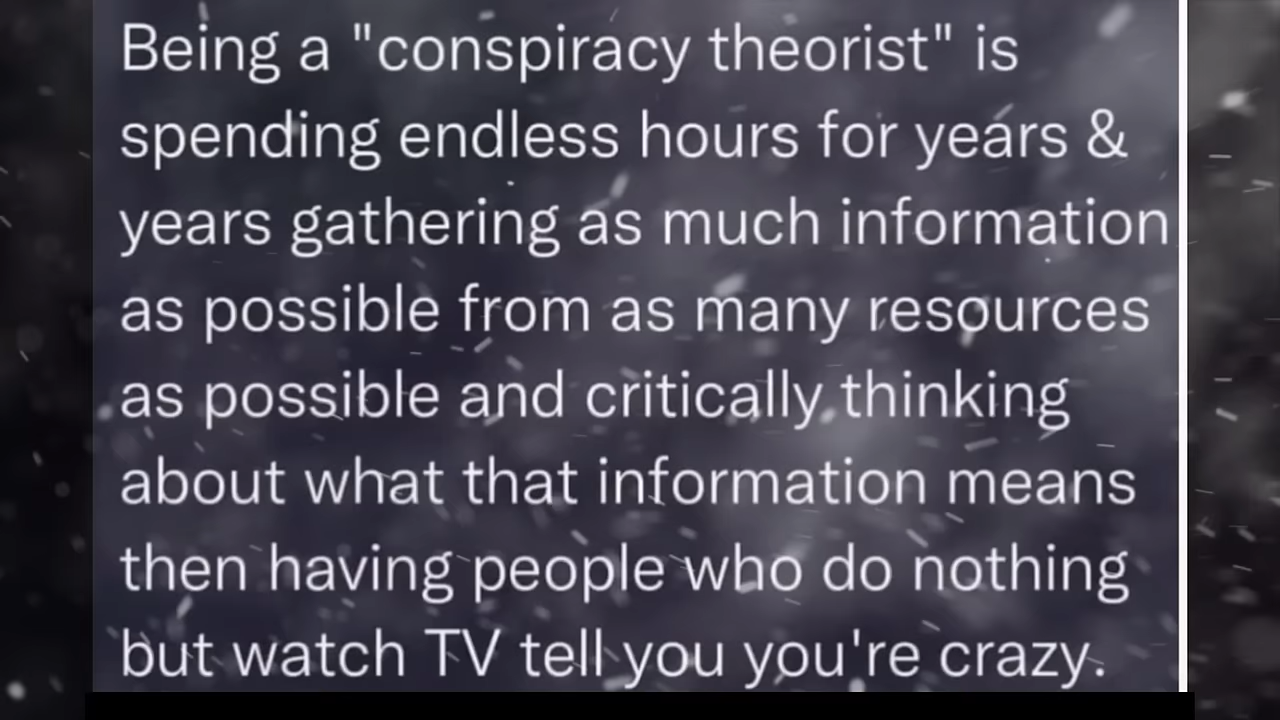 Being a "conspiracy theorist" is
spending endless hours for years &
years gathering as much information
as possible from as many resources
as possible and critically thinking
about what that information means
then having people who do nothing
but watch TV tell you you're crazy.